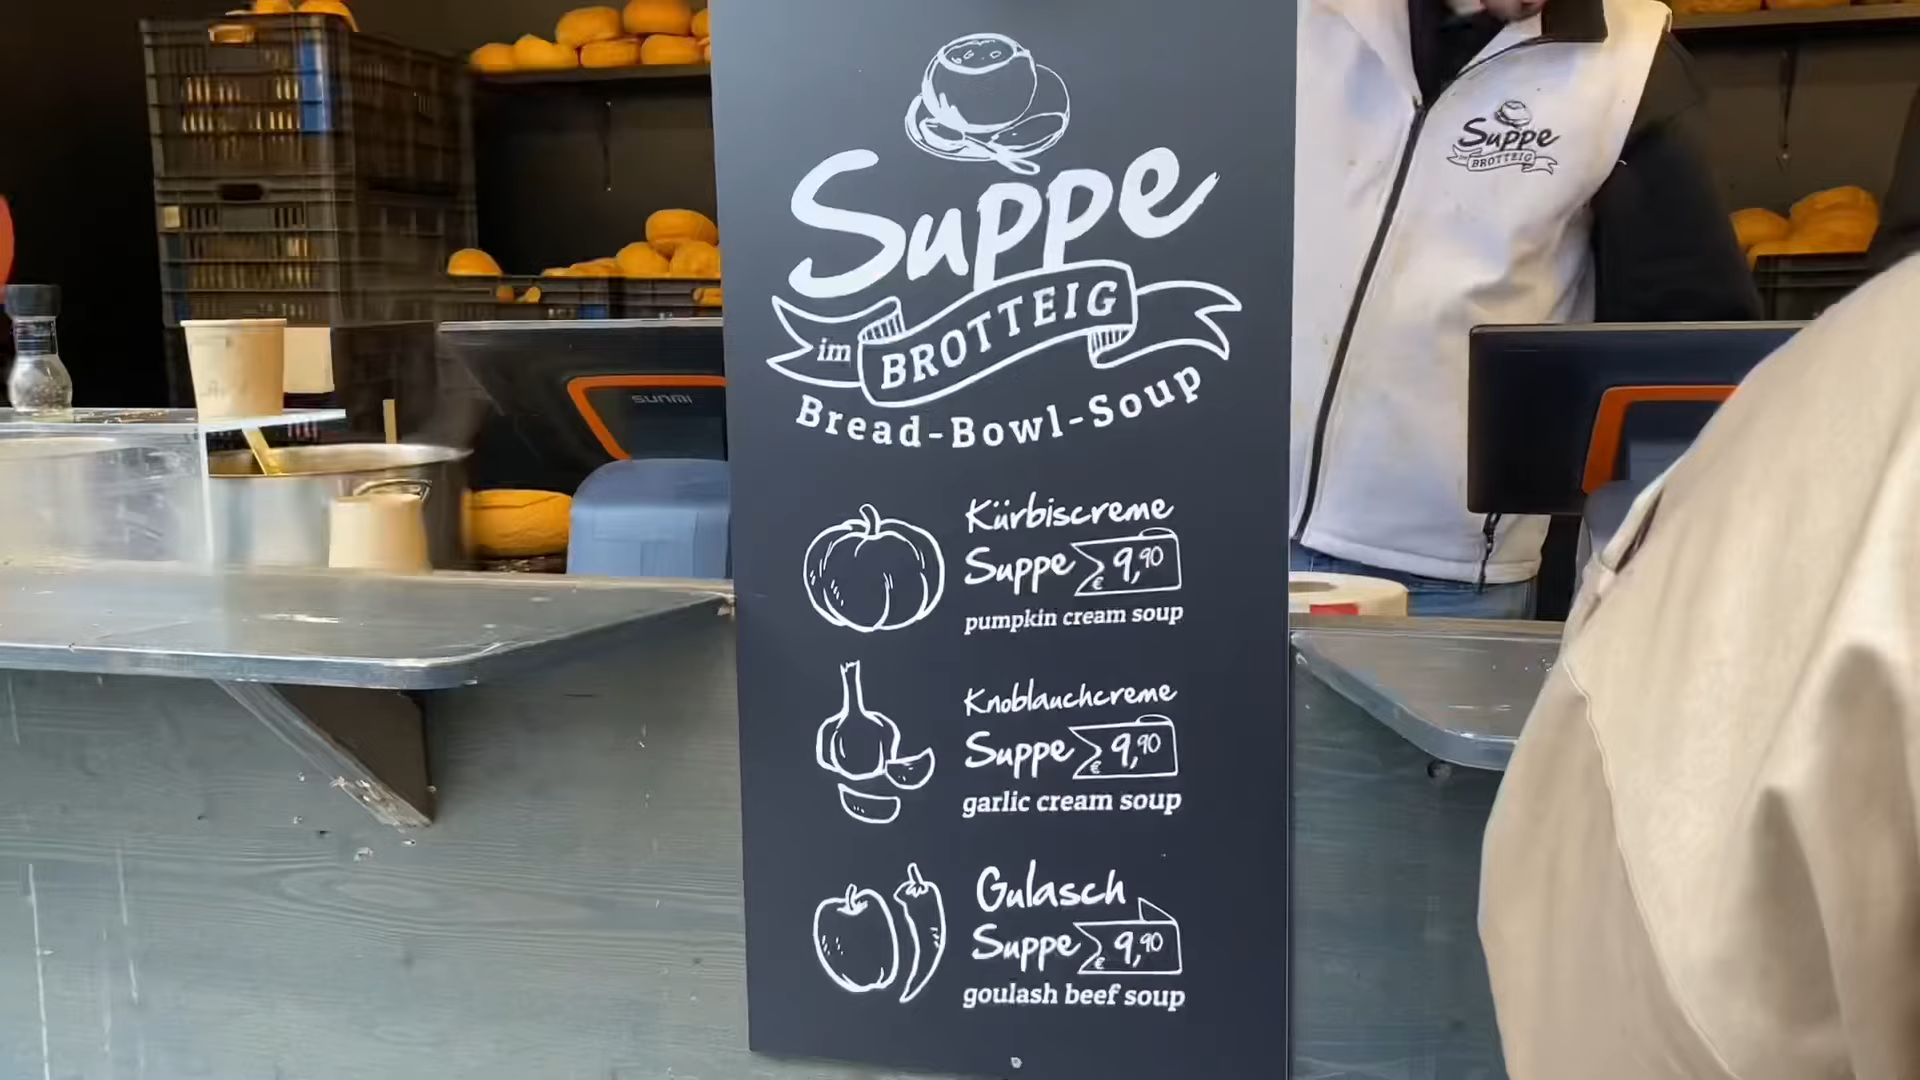 Suppe
im BROTTEIG
Bread-Bowl-Soup
Kürbiscreme
Suppe € 9,90
pumpkin cream soup
Knoblauchcreme
Suppe € 9,90
garlic cream soup
Gulasch
Suppe € 9,90
goulash beef soup
Suppe
im BROTTEIG
sunmi